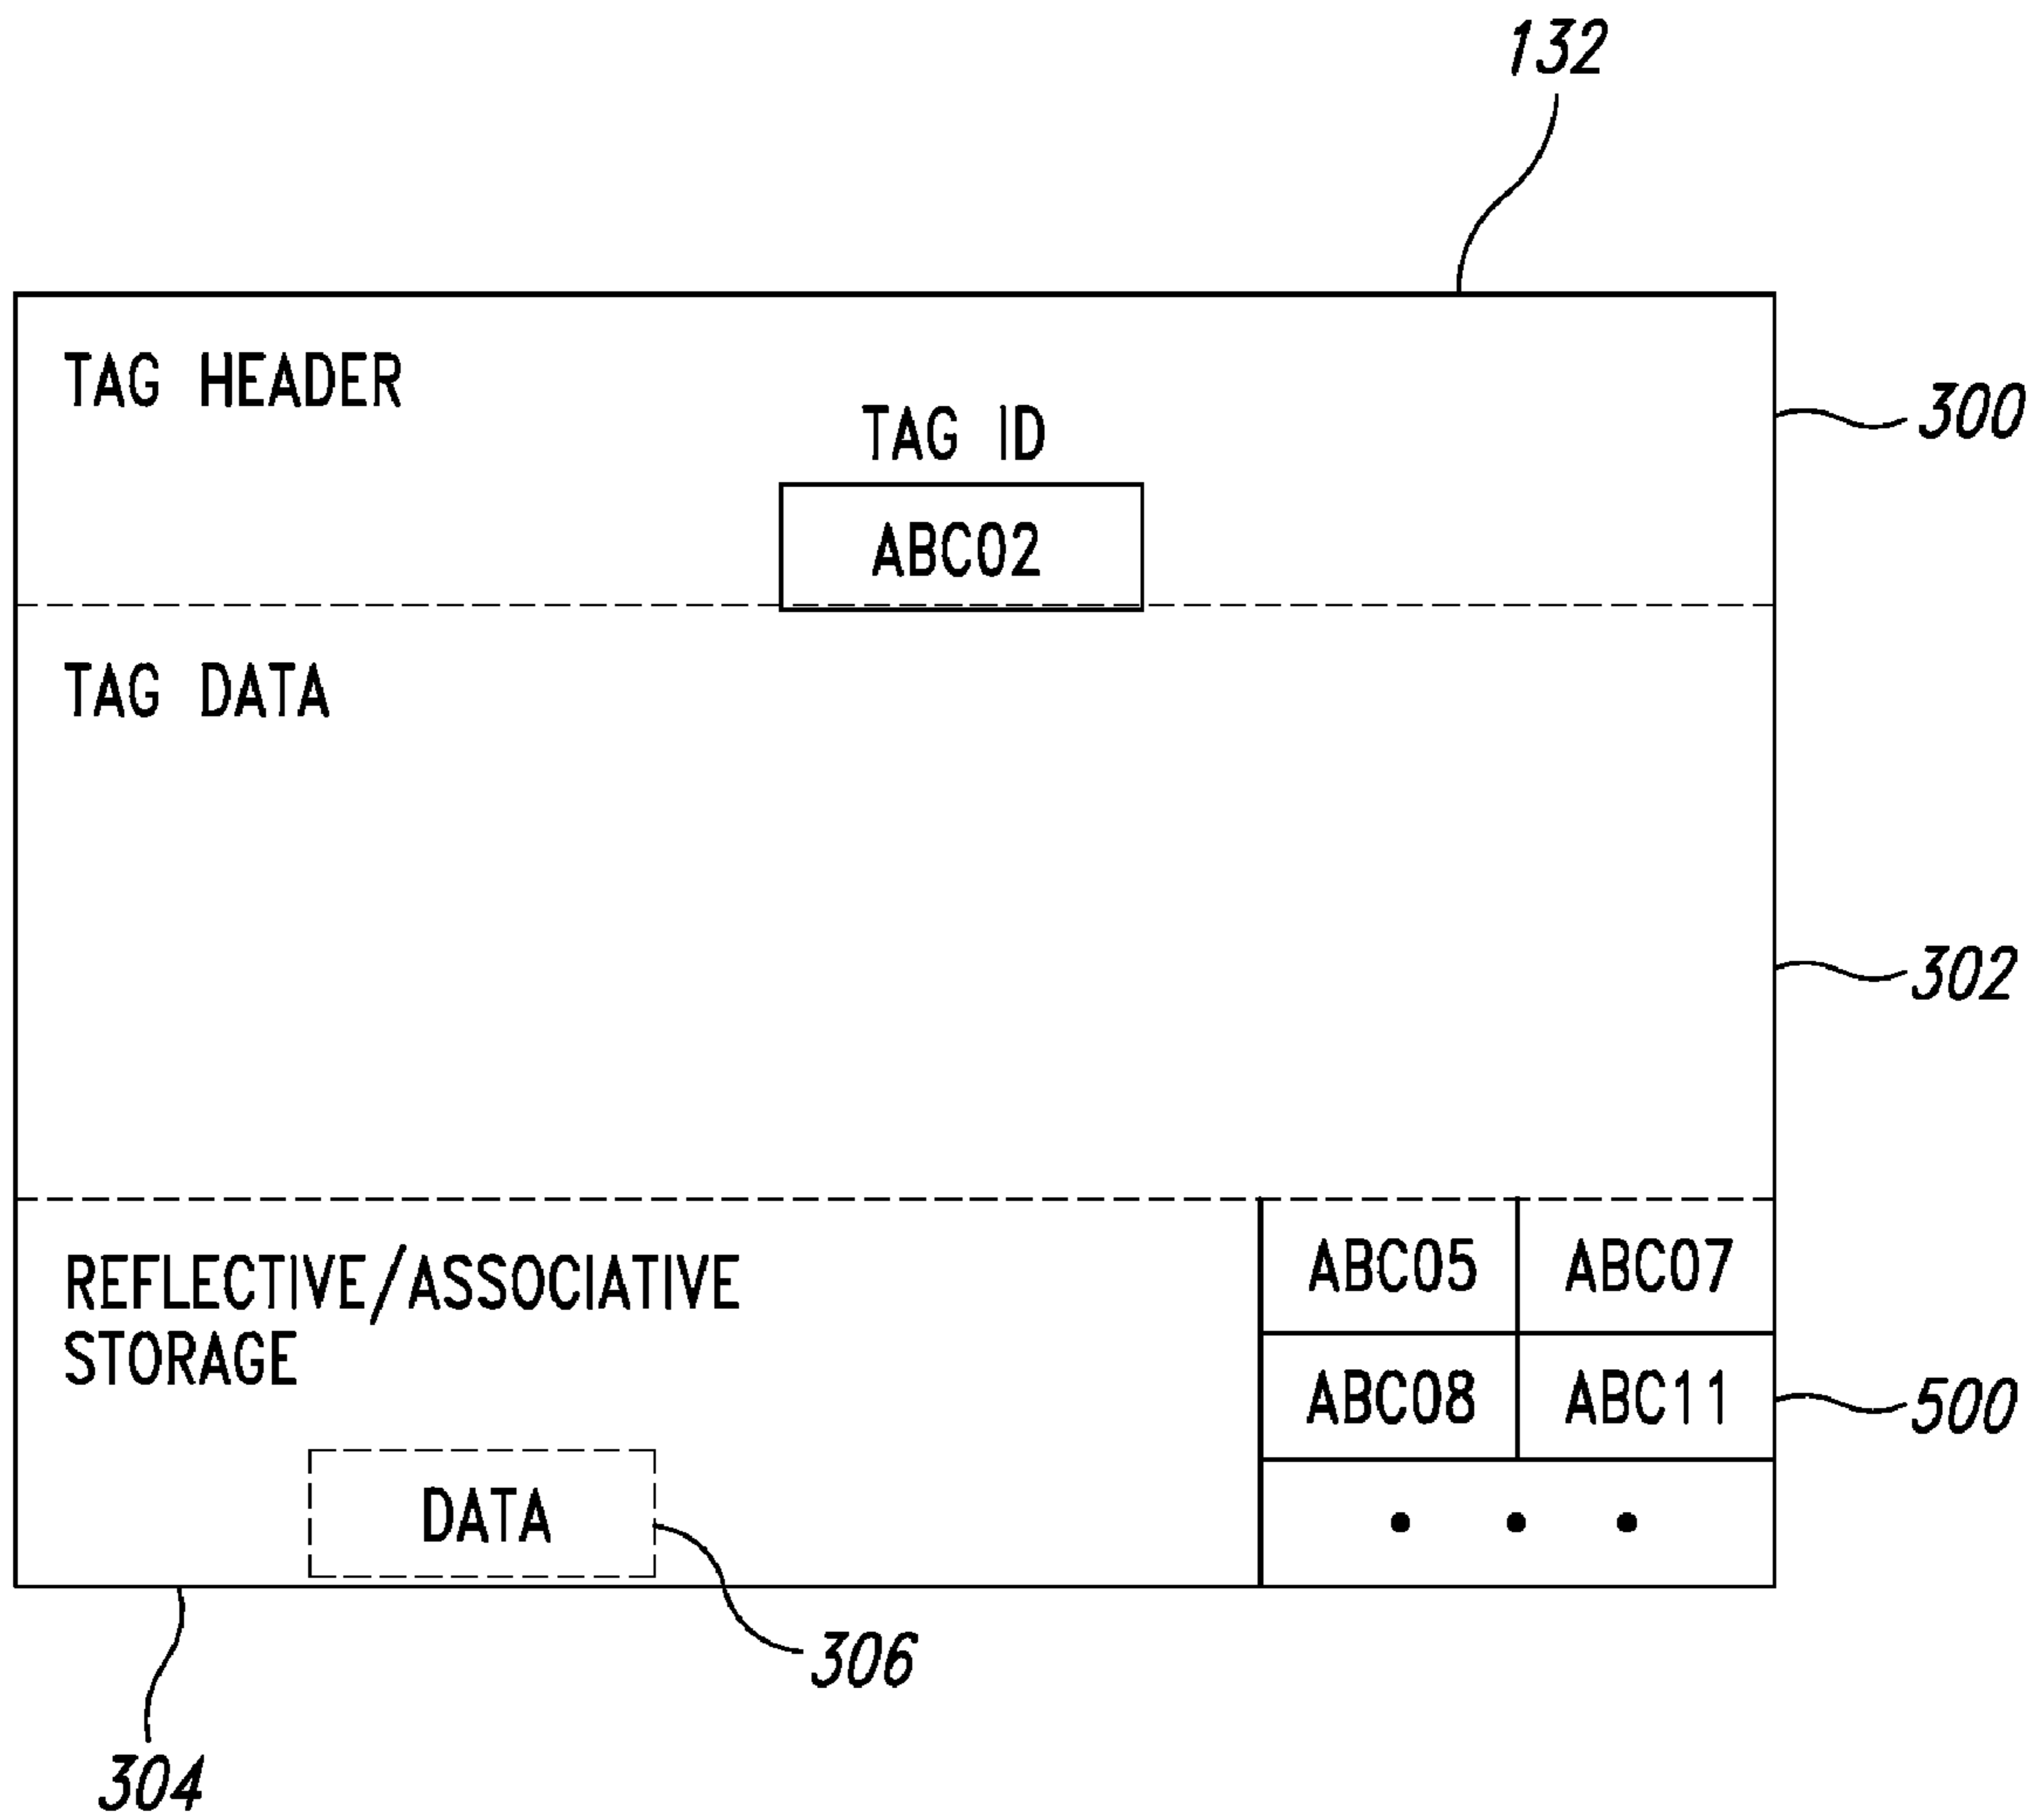 132
TAG HEADER
300
TAG ID
ABC02
TAG DATA
302
REFLECTIVE/ASSOCIATIVE
STORAGE
ABC05 ABC07
ABC08 ABC11
500
• • •
DATA
306
304